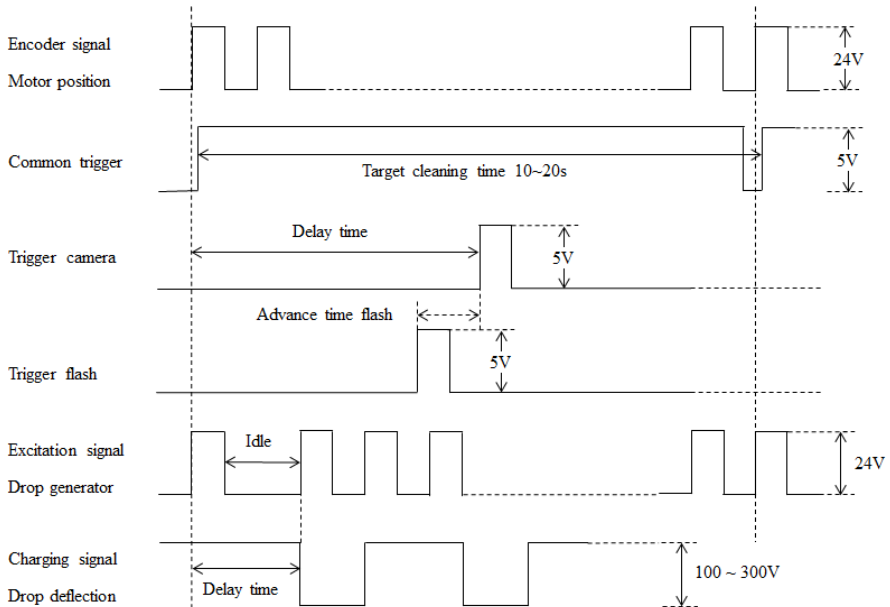 Encoder signal
Motor position
24V
Common trigger
Target cleaning time 10~20s
5V
Delay time
Trigger camera
5V
Advance time flash
Trigger flash
5V
Idle
Excitation signal
Drop generator
24V
Charging signal
Drop deflection
Delay time
100 ~ 300V